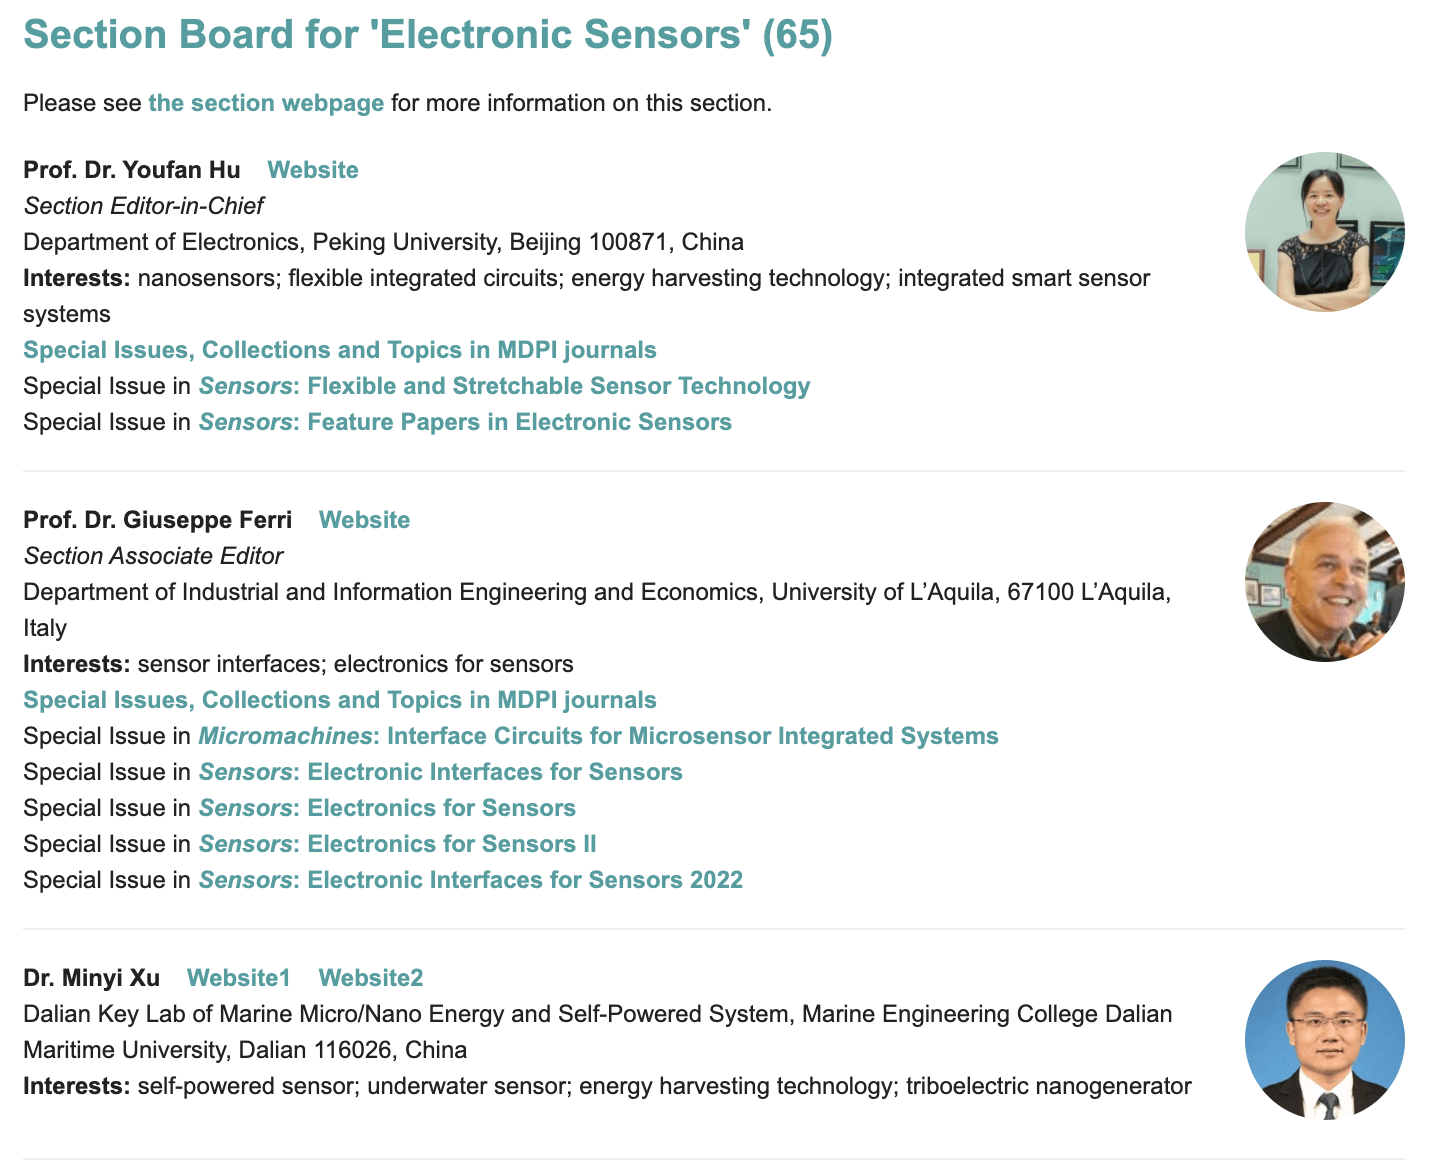 Section Board for 'Electronic Sensors' (65)
Please see the section webpage for more information on this section.
Prof. Dr. Youfan Hu Website
Section Editor-in-Chief
Department of Electronics, Peking University, Beijing 100871, China
Interests: nanosensors; flexible integrated circuits; energy harvesting technology; integrated smart sensor
systems
Special Issues, Collections and Topics in MDPI journals
Special Issue in Sensors: Flexible and Stretchable Sensor Technology
Special Issue in Sensors: Feature Papers in Electronic Sensors
Prof. Dr. Giuseppe Ferri Website
Section Associate Editor
Department of Industrial and Information Engineering and Economics, University of L’Aquila, 67100 L’Aquila,
Italy
Interests: sensor interfaces; electronics for sensors
Special Issues, Collections and Topics in MDPI journals
Special Issue in Micromachines: Interface Circuits for Microsensor Integrated Systems
Special Issue in Sensors: Electronic Interfaces for Sensors
Special Issue in Sensors: Electronics for Sensors
Special Issue in Sensors: Electronics for Sensors II
Special Issue in Sensors: Electronic Interfaces for Sensors 2022
Dr. Minyi Xu Website1 Website2
Dalian Key Lab of Marine Micro/Nano Energy and Self-Powered System, Marine Engineering College Dalian
Maritime University, Dalian 116026, China
Interests: self-powered sensor; underwater sensor; energy harvesting technology; triboelectric nanogenerator